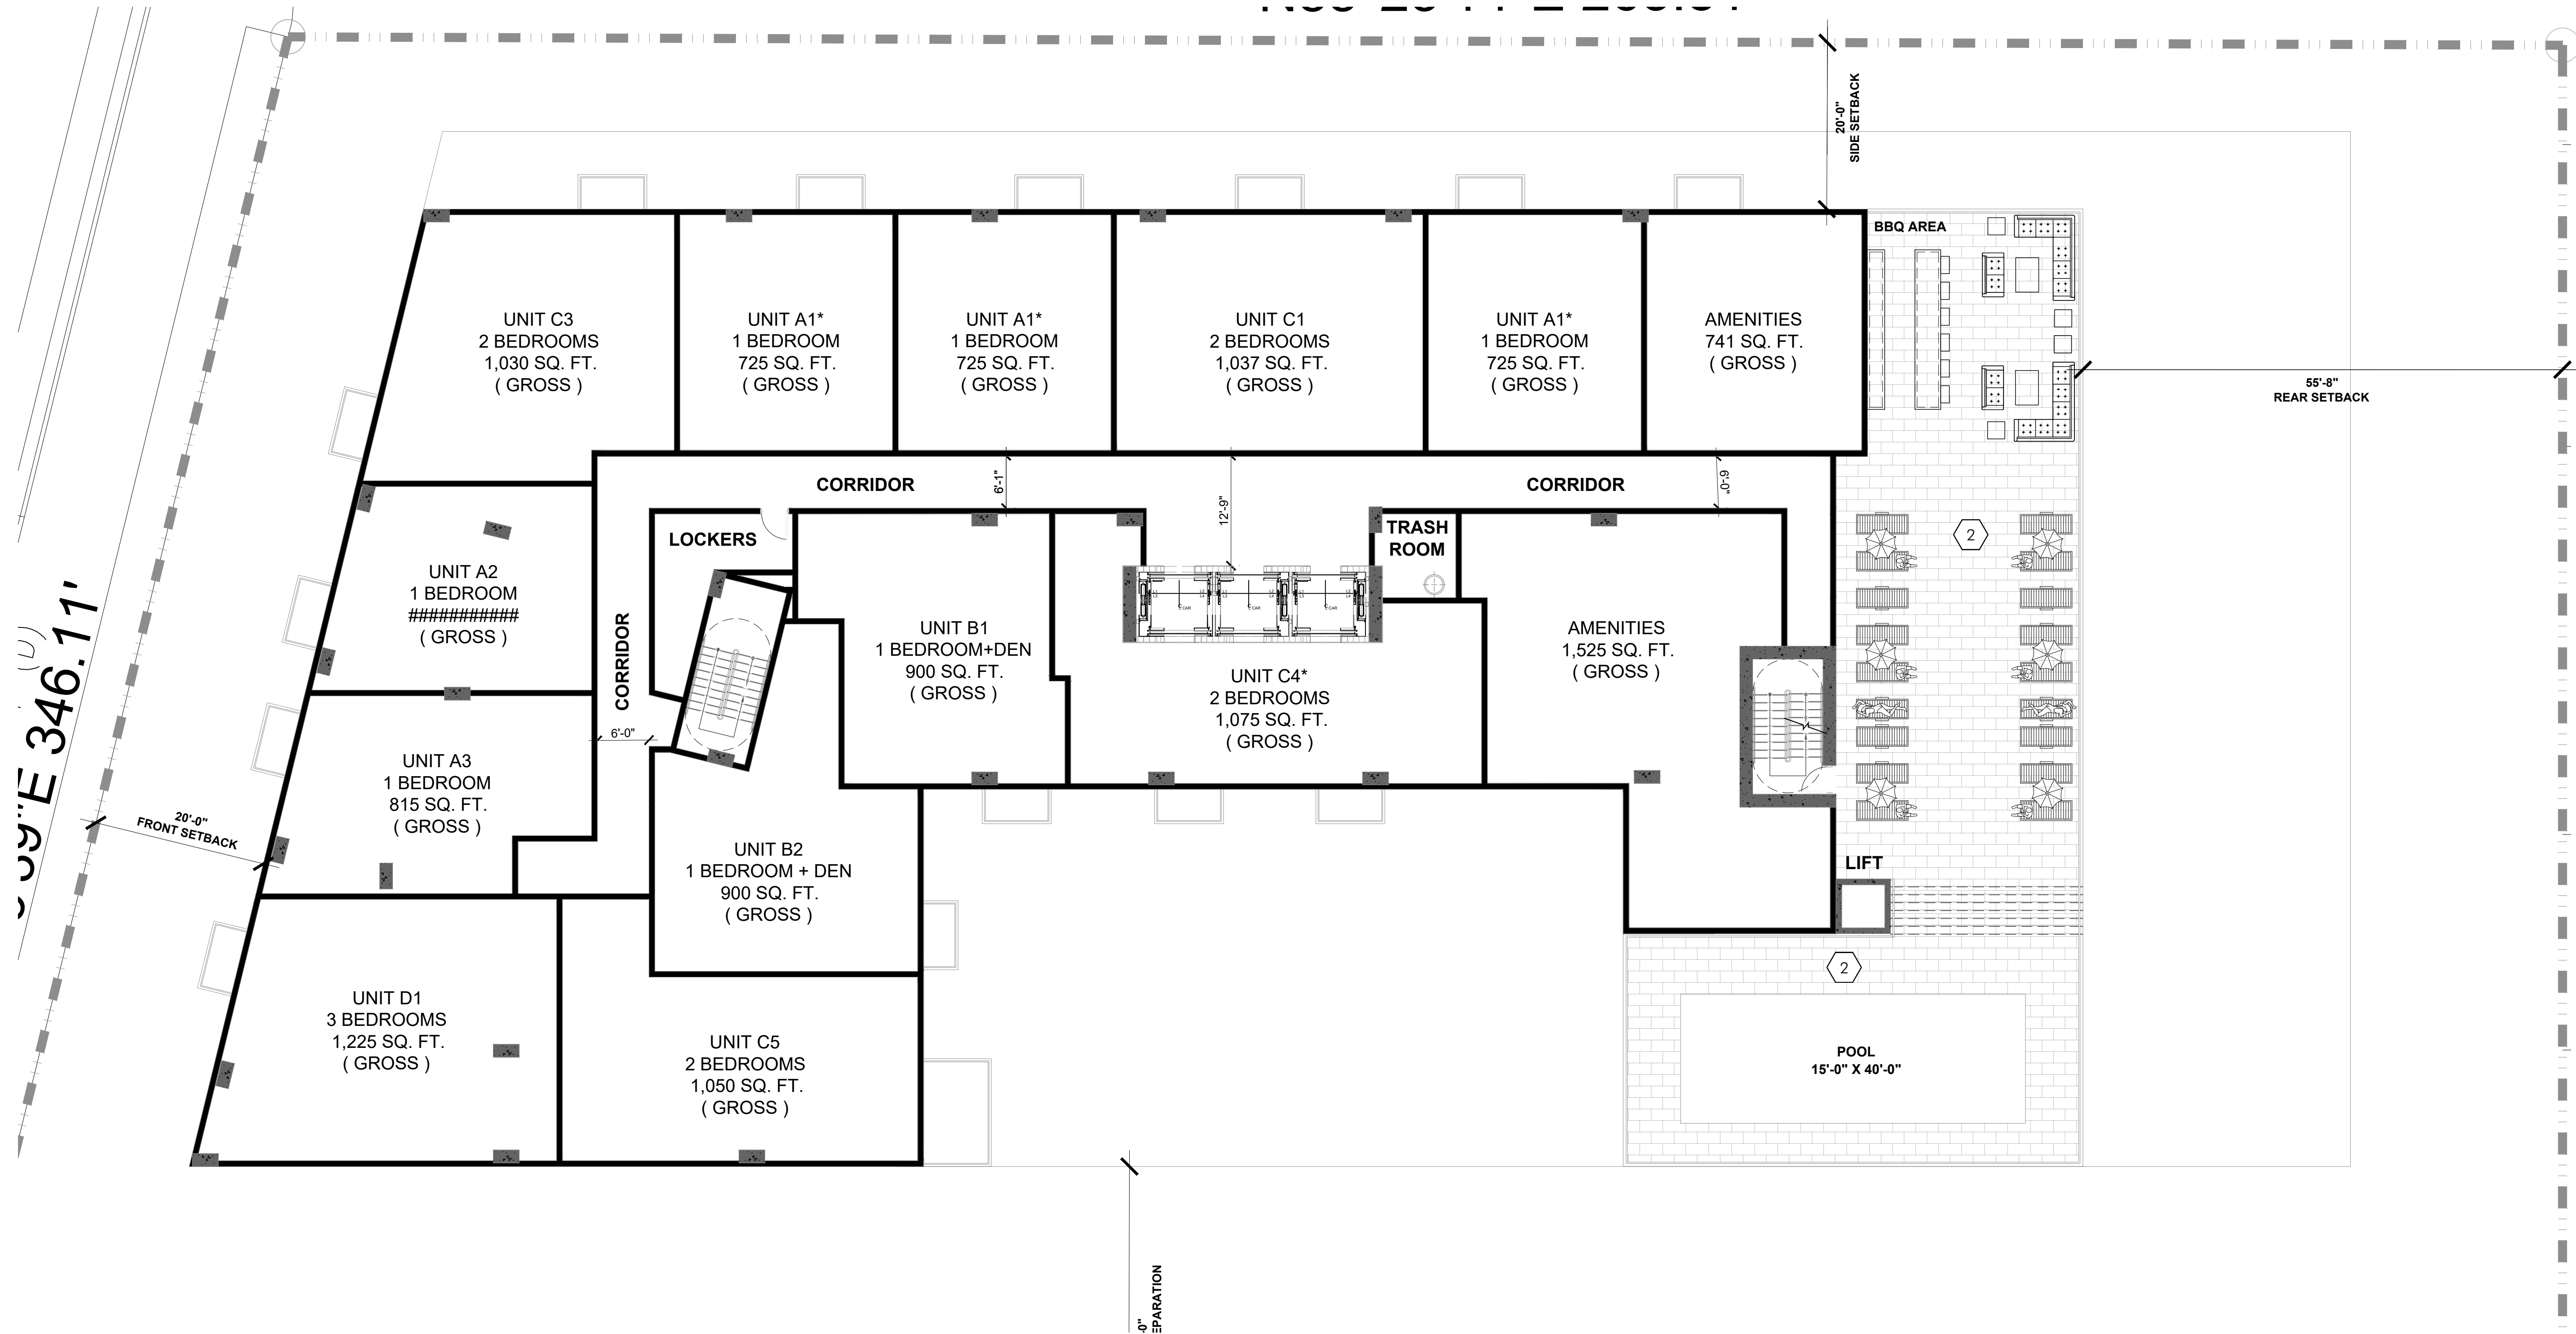 20'-0"
SIDE SETBACK
BBQ AREA
UNIT C3
2 BEDROOMS
1,030 SQ. FT.
( GROSS )
UNIT A1*
1 BEDROOM
725 SQ. FT.
( GROSS )
UNIT A1*
1 BEDROOM
725 SQ. FT.
( GROSS )
UNIT C1
2 BEDROOMS
1,037 SQ. FT.
( GROSS )
UNIT A1*
1 BEDROOM
725 SQ. FT.
( GROSS )
AMENITIES
741 SQ. FT.
( GROSS )
55'-8"
REAR SETBACK
CORRIDOR
6'-1"
12'-9"
CORRIDOR
6'-0"
LOCKERS
TRASH
ROOM
2
UNIT A2
1 BEDROOM
###########
( GROSS )
CORRIDOR
6'-0"
CAR
CAR
CAR
UNIT B1
1 BEDROOM+DEN
900 SQ. FT.
( GROSS )
UNIT C4*
2 BEDROOMS
1,075 SQ. FT.
( GROSS )
AMENITIES
1,525 SQ. FT.
( GROSS )
E 346.11'
UNIT A3
1 BEDROOM
815 SQ. FT.
( GROSS )
20'-0"
FRONT SETBACK
UNIT B2
1 BEDROOM + DEN
900 SQ. FT.
( GROSS )
LIFT
2
UNIT D1
3 BEDROOMS
1,225 SQ. FT.
( GROSS )
UNIT C5
2 BEDROOMS
1,050 SQ. FT.
( GROSS )
POOL
15'-0" X 40'-0"
-0"
EPARATION